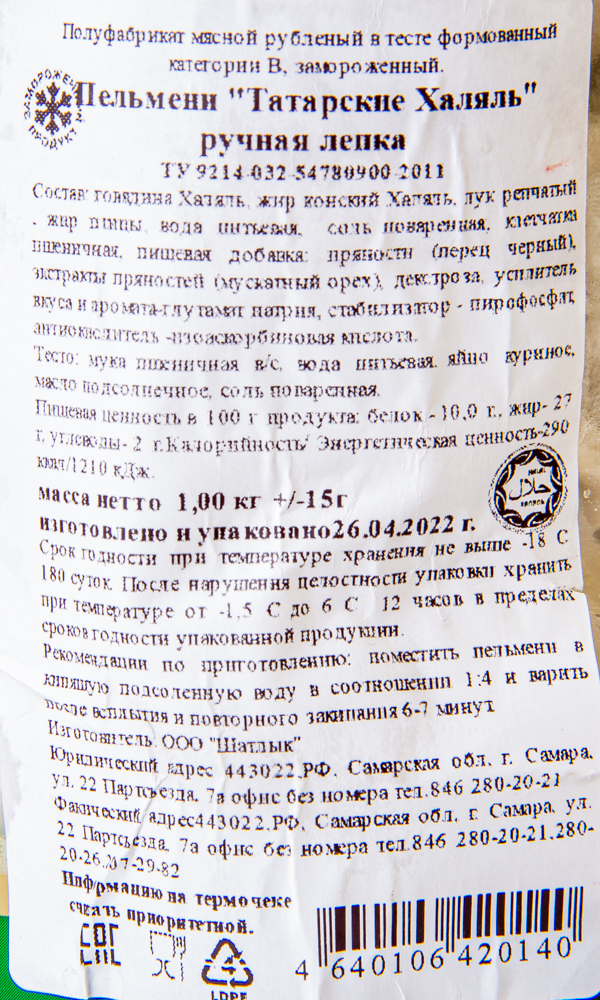 Полуфабрикат мясной рубленый в тесте формованный
категории В, замороженный.
ЗАМОРОЖЕН
ПРОДУКТ
Пельмени "Татарские Халяль"
ручная лепка
ТУ 9214-032-54780900-2011
Состав: говядина Халяль, жир конский Халяль, лук репчатый
, жир птицы, вода питьевая, соль поваренная, клетчатка
пшеничная, пищевая добавка: пряности (перец черный),
экстракты пряностей (мускатный орех), декстроза, усилитель
вкуса и аромата-глутамат натрия, стабилизатор - пирофосфат,
антиокислитель -изоаскорбиновая кислота.
Тесто: мука пшеничная в/с, вода питьевая, яйцо куриное,
масло подсолнечное, соль поваренная.
Пищевая ценность в 100 г продукта: белок - 10,0 г., жир- 27
г, углеводы- 2 г.Калорийность/ Энергетическая ценность-290
ккал/1210 кДж.
масса нетто 1,00 кг +/-15г
изготовлено и упаковано26.04.2022 г.
Срок годности при температуре хранения не выше -18 С
180 суток. После нарушения целостности упаковки хранить
при температуре от -1,5 С до 6 С 12 часов в пределах
сроков годности упакованной продукции.
Рекомендации по приготовлению: поместить пельмени в
кипящую подсоленную воду в соотношении 1:4 и варить
после всплытия и повторного закипания 6-7 минут
Изготовитель: ООО "Шатлык"
Юридический адрес 443022,РФ, Самарская обл. г. Самара,
ул. 22 Партсъезда, 7а офис без номера тел.846 280-20-21
Факический адрес443022,РФ, Самарская обл. г. Самара, ул.
22 Партсъезда, 7а офис без номера тел.846 280-20-21,280-
20-26,207-29-82
Информацию на термочеке
считать приоритетной.
LDPE
4 640106 420140